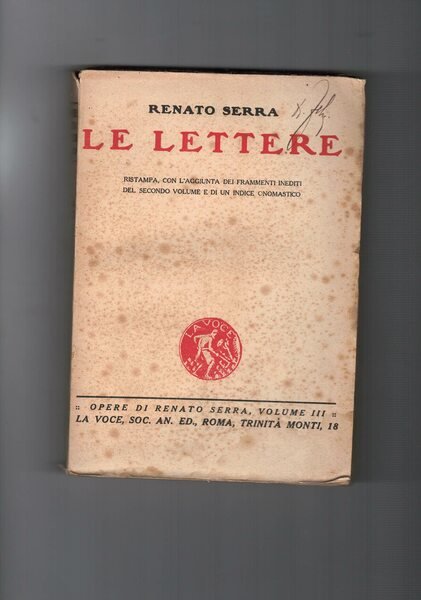 RENATO SERRA
LE LETTERE
RISTAMPA, CON L'AGGIUNTA DEI FRAMMENTI INEDITI
DEL SECONDO VOLUME E DI UN INDICE ONOMASTICO
LA VOCE
:: OPERE DI RENATO SERRA, VOLUME III ::
LA VOCE, SOC. AN. ED., ROMA, TRINITÀ MONTI, 18